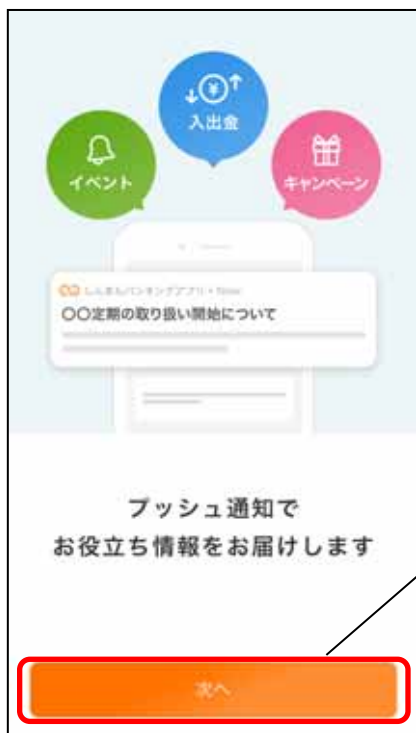 入出金
イベント
キャンペーン
しんきんバンキングアプリ・Now
〇〇定期の取り扱い開始について
プッシュ通知で
お役立ち情報をお届けします
次へ